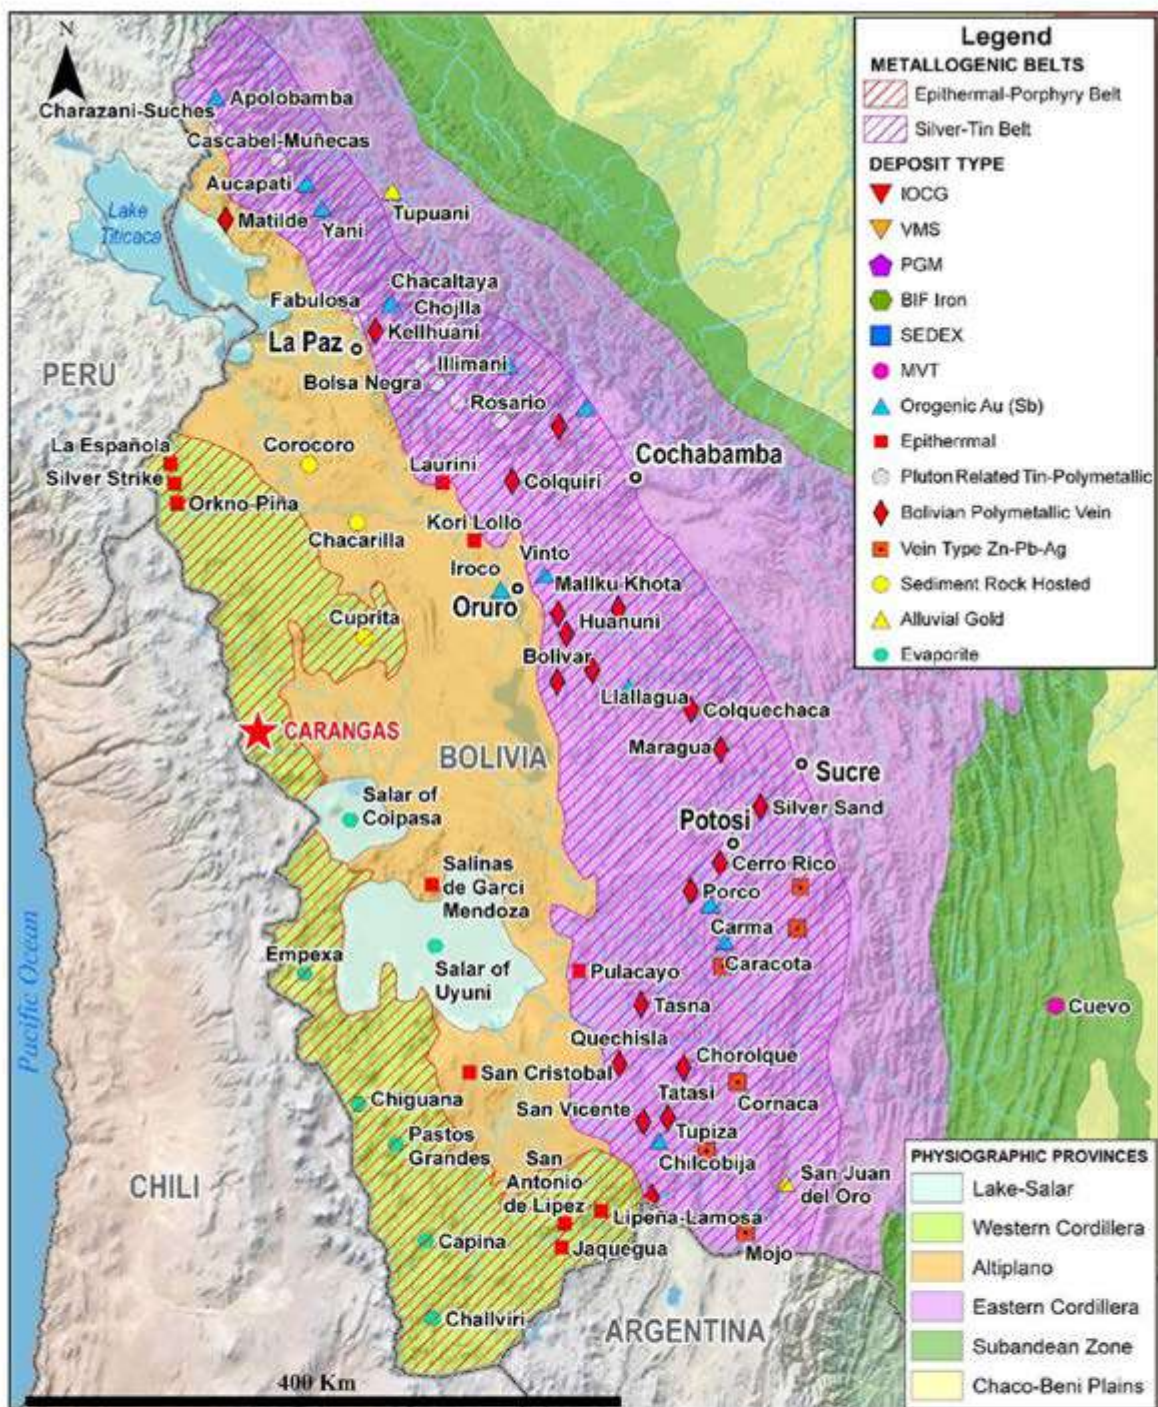 N
Charazani-Suches
Apolobamba
Cascabel-Muñecas
Aucapati
Matilde
Yani
Tupuani
Lake
Titicaca
Chacaltaya
Fabulosa
Chojlla
Kellhuani
La Paz
Illimani
Bolsa Negra
Rosario
PERU
La Española
Silver Strike
Orkno-Piña
Corocoro
Laurini
Colquiri
Cochabamba
Chacarilla
Kori Lollo
Vinto
Iroco
Mallku Khota
Oruro
Huanuni
Cuprita
Bolivar
Llallagua
Colquechaca
CARANGAS
BOLIVIA
Maragua
Sucre
Salar of
Coipasa
Silver Sand
Potosi
Cerro Rico
Salinas
de Garci
Mendoza
Porco
Carma
Caracota
Empexa
Salar of
Uyuni
Pulacayo
Tasna
Cuevo
Quechisla
Chorolque
San Cristobal
Tatasi
Cornaca
Chiguana
San Vicente
Tupiza
Pastos
Grandes
Chilcobija
San
Antonio
de Lipez
San Juan
del Oro
Lipeña-Lamosa
Capina
Jaquegua
Mojo
Challviri
Pacific Ocean
CHILI
ARGENTINA
400 Km
Legend
METALLOGENIC BELTS
Epithermal-Porphyry Belt
Silver-Tin Belt
DEPOSIT TYPE
IOCG
VMS
PGM
BIF Iron
SEDEX
MVT
Orogenic Au (Sb)
Epitherrmal
Pluton Related Tin-Polymetallic
Bolivian Polymetallic Vein
Vein Type Zn-Pb-Ag
Sediment Rock Hosted
Alluvial Gold
Evaporite
PHYSIOGRAPHIC PROVINCES
Lake-Salar
Western Cordillera
Altiplano
Eastern Cordillera
Subandean Zone
Chaco-Beni Plains